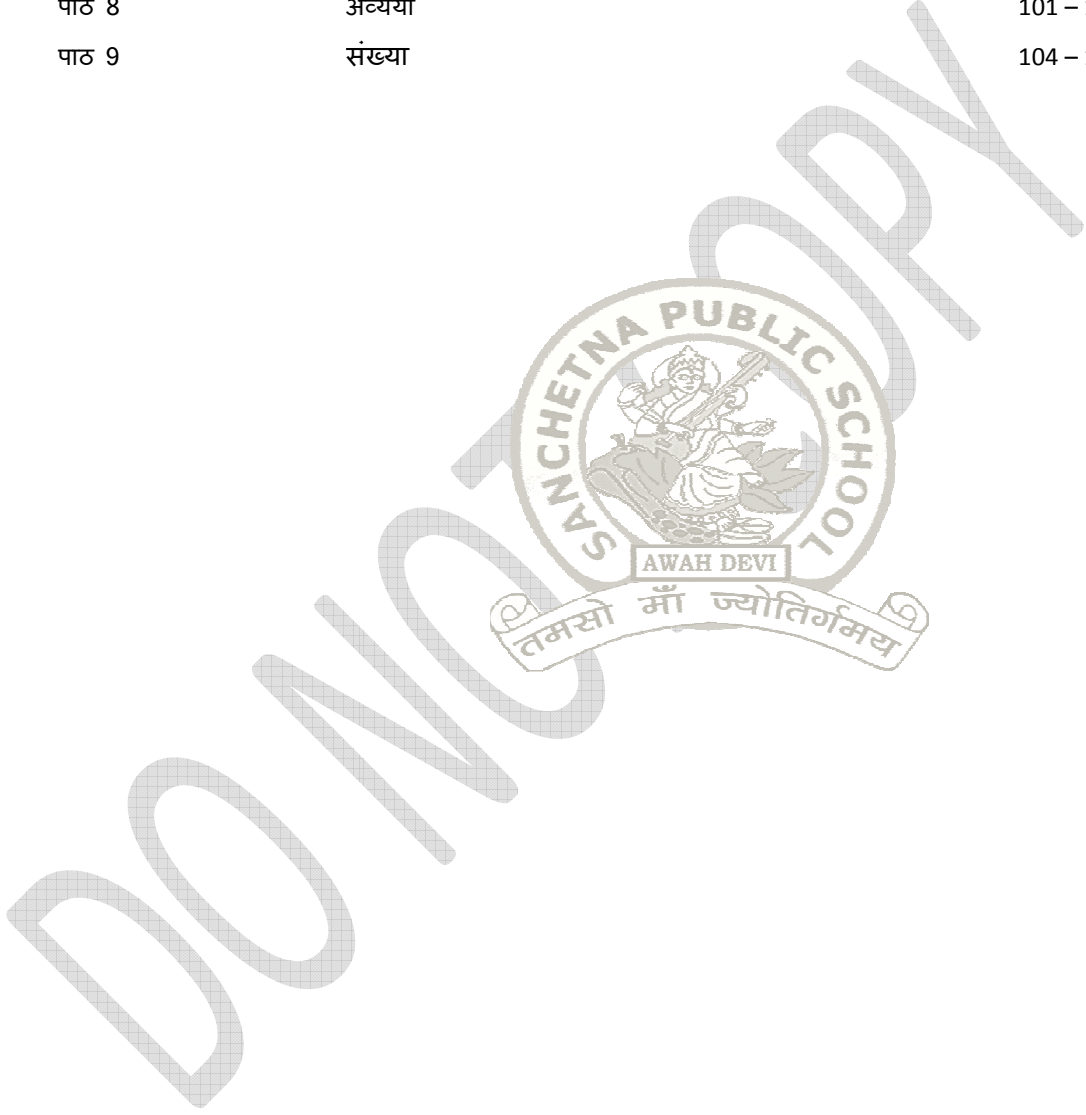 पाठ 8 अव्यया 101 –
पाठ 9 संख्या 104 –
DO NOT COPY
SANCHETNA PUBLIC SCHOOL
AWAH DEVI
तमसो माँ ज्योतिर्गमय